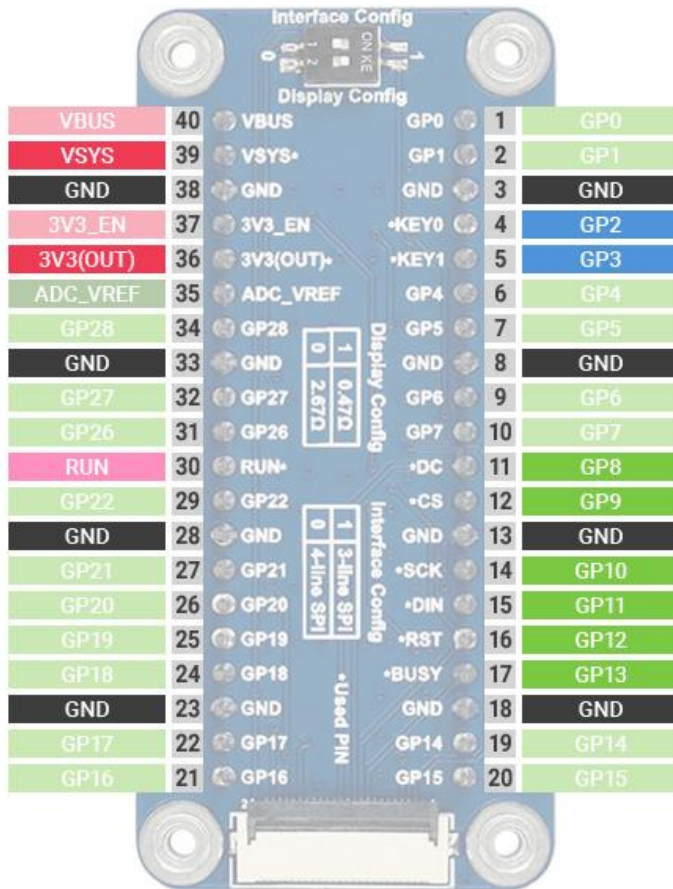 Interface Config
0 1 2 ON KE 1
Display Config
VBUS 40 VBUS GP0 1 GP0
VSYS 39 VSYS• GP1 2 GP1
GND 38 GND GND 3 GND
3V3_EN 37 3V3_EN •KEY0 4 GP2
3V3(OUT) 36 3V3(OUT)• •KEY1 5 GP3
ADC_VREF 35 ADC_VREF GP4 6 GP4
GP28 34 GP28 GP5 7 GP5
GND 33 GND GND 8 GND
GP27 32 GP27 GP6 9 GP6
GP26 31 GP26 GP7 10 GP7
RUN 30 RUN• •DC 11 GP8
GP22 29 GP22 •CS 12 GP9
GND 28 GND GND 13 GND
GP21 27 GP21 •SCK 14 GP10
GP20 26 GP20 •DIN 15 GP11
GP19 25 GP19 •RST 16 GP12
GP18 24 GP18 •BUSY 17 GP13
GND 23 GND GND 18 GND
GP17 22 GP17 GP14 19 GP14
GP16 21 GP16 GP15 20 GP15
Display Config
1 0.47Ω
0 2.67Ω
Interface Config
1 3-line SPI
0 4-line SPI
•Used PIN